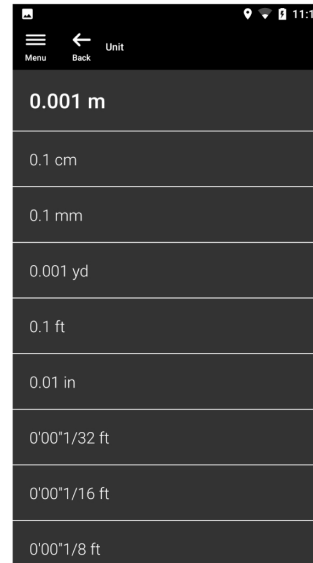 11:1
Menu
Back
Unit
0.001 m
0.1 cm
0.1 mm
0.001 yd
0.1 ft
0.01 in
0'00"1/32 ft
0'00"1/16 ft
0'00"1/8 ft